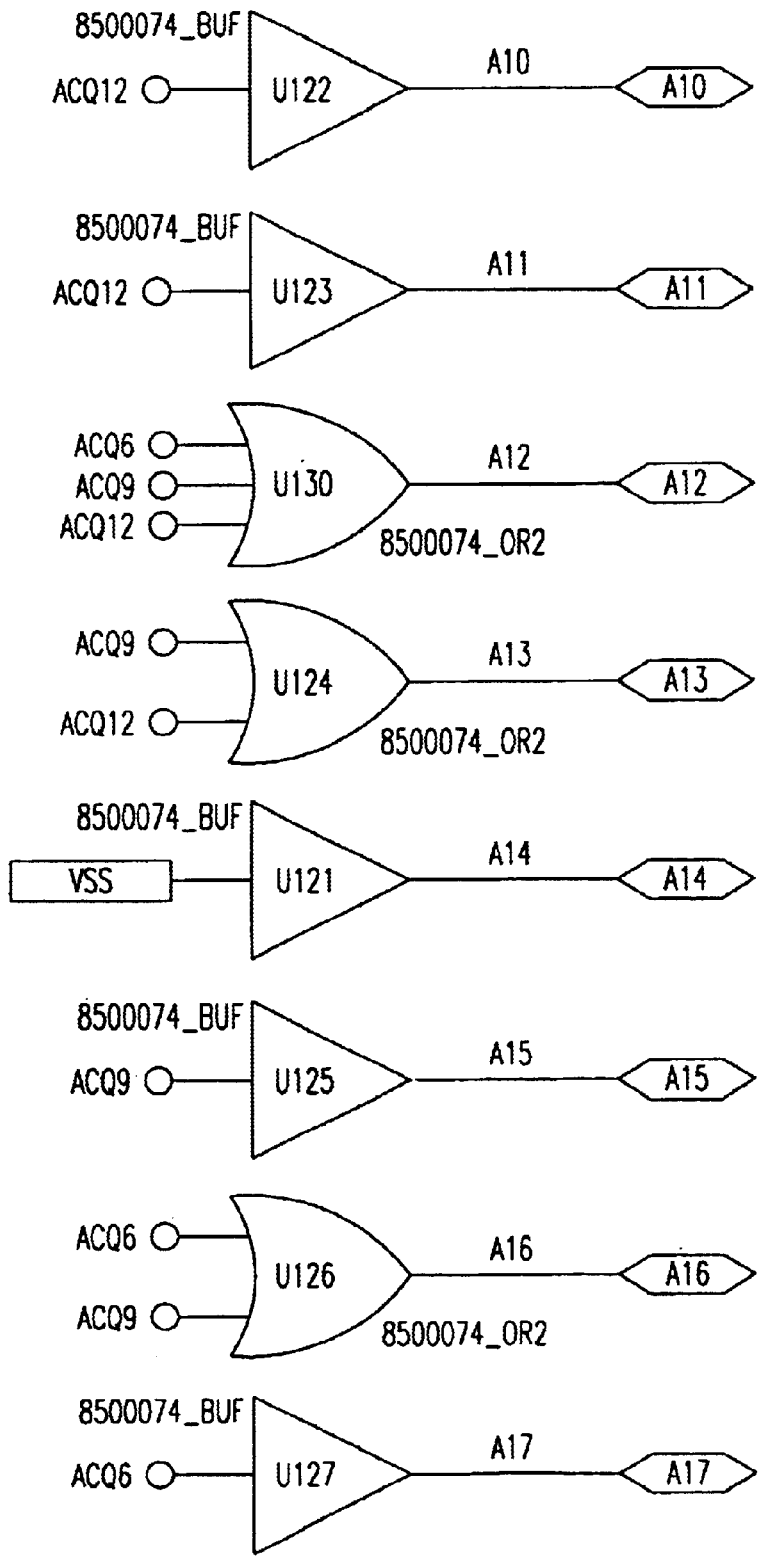 8500074_BUF
ACQ12 U122 A10 A10
8500074_BUF
ACQ12 U123 A11 A11
ACQ6
ACQ9 U130 A12 A12
ACQ12
8500074_OR2
ACQ9
U124 A13 A13
ACQ12
8500074_OR2
8500074_BUF
VSS U121 A14 A14
8500074_BUF
ACQ9 U125 A15 A15
ACQ6
U126 A16 A16
ACQ9
8500074_OR2
8500074_BUF
ACQ6 U127 A17 A17